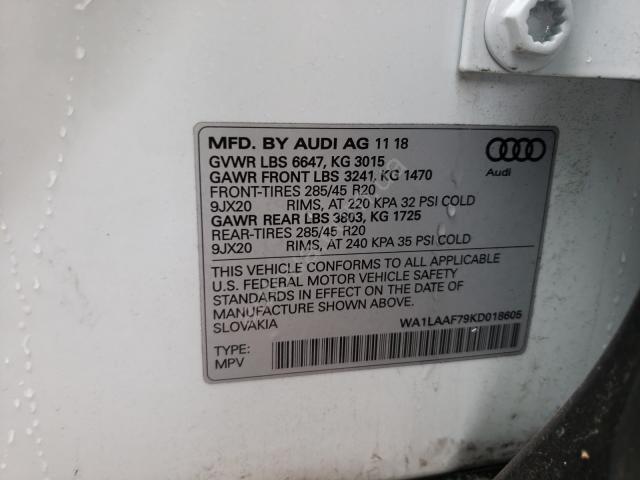 MFD. BY AUDI AG 11 18
GVWR LBS 6647, KG 3015
GAWR FRONT LBS 3241, KG 1470
FRONT-TIRES 285/45 R20
9JX20 RIMS, AT 220 KPA 32 PSI COLD
GAWR REAR LBS 3803, KG 1725
REAR-TIRES 285/45 R20
9JX20 RIMS, AT 240 KPA 35 PSI COLD
Audi
THIS VEHICLE CONFORMS TO ALL APPLICABLE
U.S. FEDERAL MOTOR VEHICLE SAFETY
STANDARDS IN EFFECT ON THE DATE OF
MANUFACTURE SHOWN ABOVE.
SLOVAKIA WA1LAAF79KD018605
TYPE:
MPV